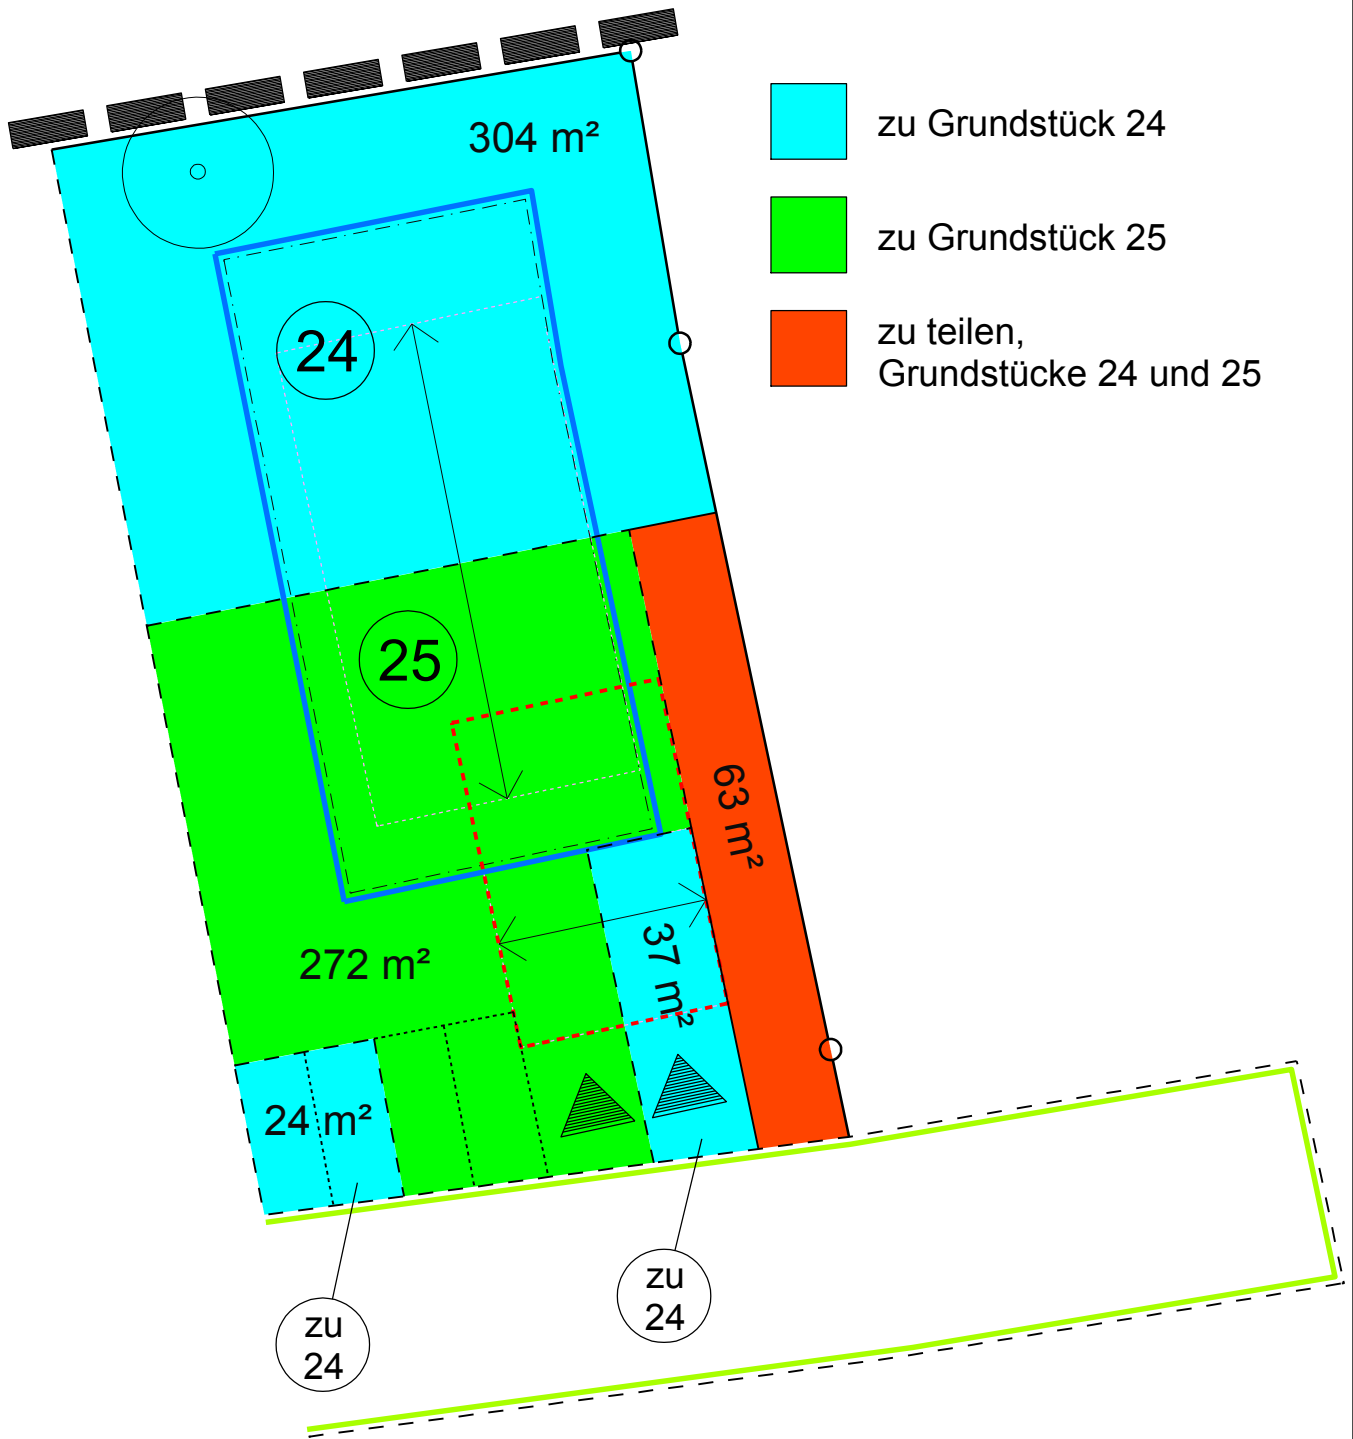 304 m²
zu Grundstück 24
zu Grundstück 25
zu teilen,
Grundstücke 24 und 25
24
25
63 m²
37 m²
272 m²
24 m²
zu
24
zu
24